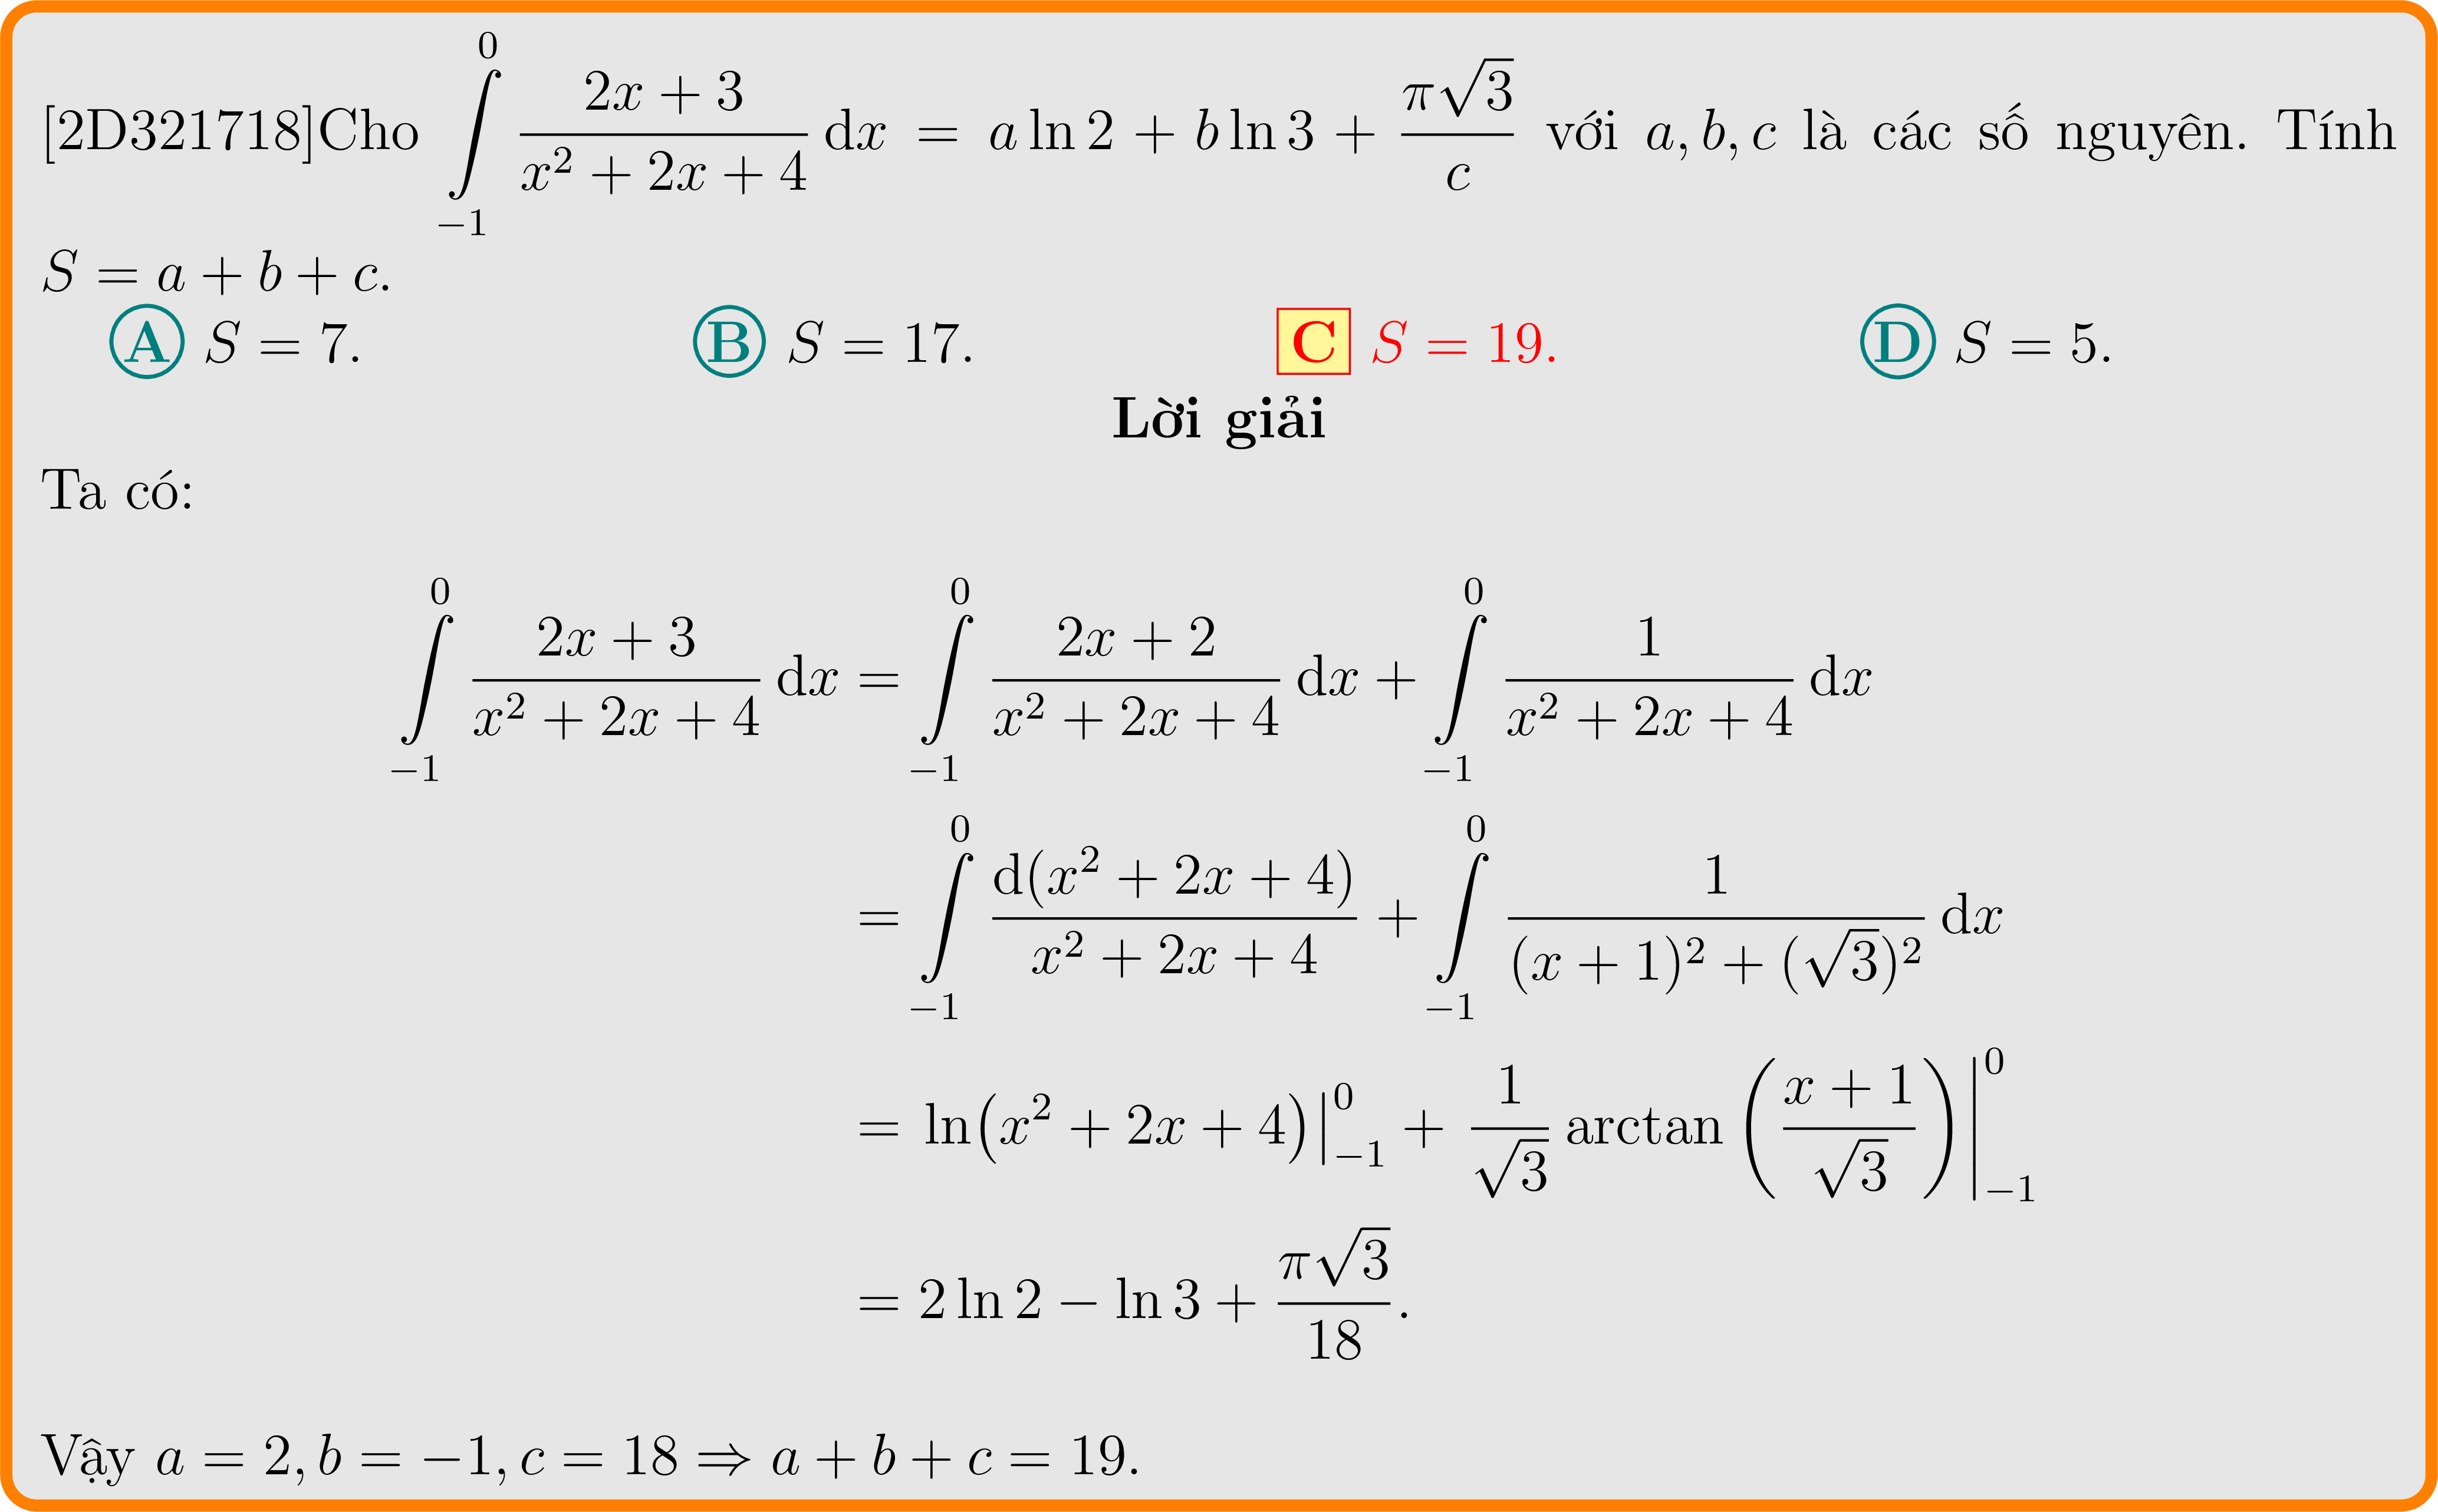 [2D321718]Cho $\int\limits_{-1}^{0} \frac{2x+3}{x^2+2x+4}\,\mathrm{d}x = a\ln 2 + b\ln 3 + \frac{\pi\sqrt{3}}{c}$ với $a, b, c$ là các số nguyên. Tính
$S = a + b + c.$
A $S = 7.$ B $S = 17.$ C $S = 19.$ D $S = 5.$
Lời giải
Ta có:
$\int\limits_{-1}^{0} \frac{2x+3}{x^2+2x+4}\,\mathrm{d}x = \int\limits_{-1}^{0} \frac{2x+2}{x^2+2x+4}\,\mathrm{d}x + \int\limits_{-1}^{0} \frac{1}{x^2+2x+4}\,\mathrm{d}x$
$= \int\limits_{-1}^{0} \frac{\mathrm{d}(x^2+2x+4)}{x^2+2x+4} + \int\limits_{-1}^{0} \frac{1}{(x+1)^2+(\sqrt{3})^2}\,\mathrm{d}x$
$= \ln\left(x^2+2x+4\right)\Big|_{-1}^{0} + \frac{1}{\sqrt{3}}\arctan\left(\frac{x+1}{\sqrt{3}}\right)\Big|_{-1}^{0}$
$= 2\ln 2 - \ln 3 + \frac{\pi\sqrt{3}}{18}.$
Vậy $a = 2, b = -1, c = 18 \Rightarrow a + b + c = 19.$